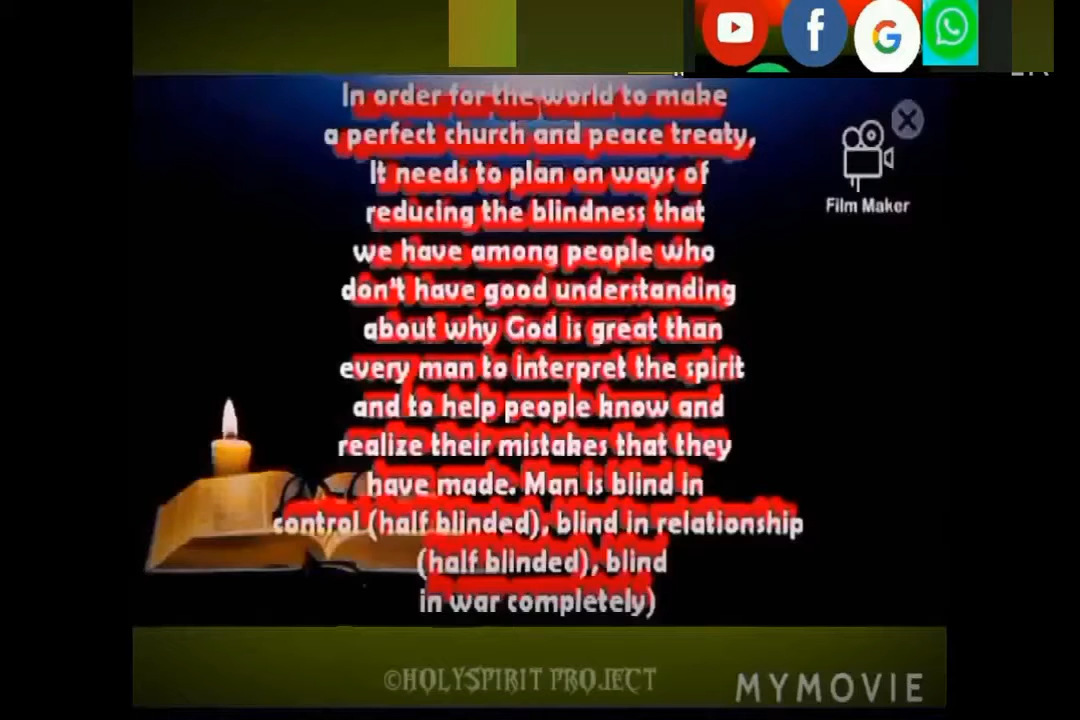 In order for the world to make
a perfect church and peace treaty,
It needs to plan on ways of
reducing the blindness that
we have among people who
don't have good understanding
about why God is great than
every man to interpret the spirit
and to help people know and
realize their mistakes that they
have made. Man is blind in
control (half blinded), blind in relationship
(half blinded), blind
in war completely)
Film Maker
©HOLYSPIRIT PROJECT
MYMOVIE